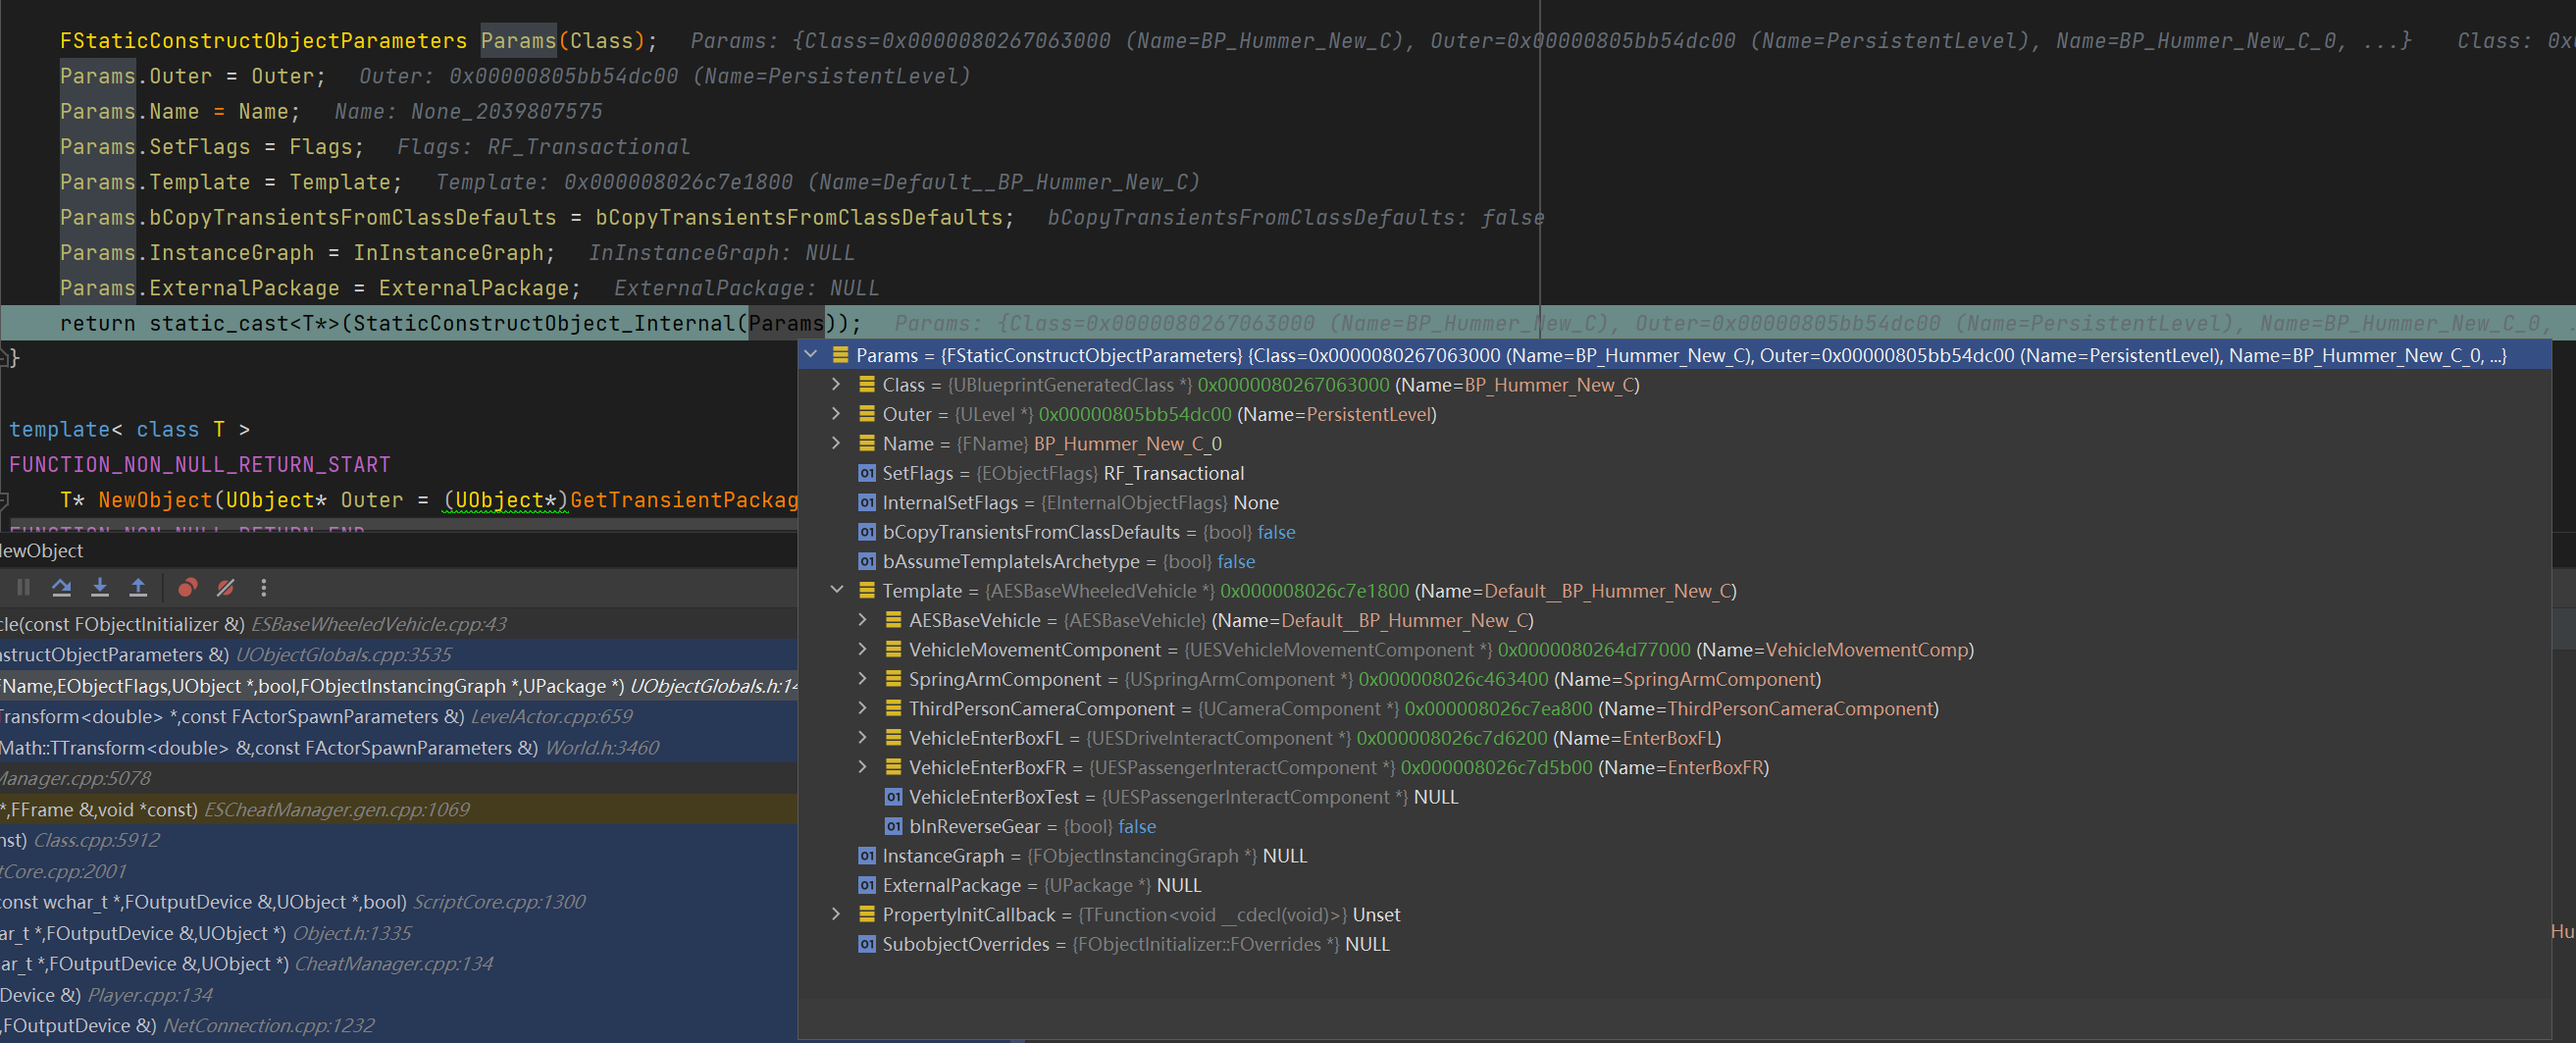 FStaticConstructObjectParameters Params(Class);   Params: {Class=0x0000080267063000 (Name=BP_Hummer_New_C), Outer=0x00000805bb54dc00 (Name=PersistentLevel), Name=BP_Hummer_New_C_0, ...}   Class: 0x0
Params.Outer = Outer;   Outer: 0x00000805bb54dc00 (Name=PersistentLevel)
Params.Name = Name;   Name: None_2039807575
Params.SetFlags = Flags;   Flags: RF_Transactional
Params.Template = Template;   Template: 0x000008026c7e1800 (Name=Default__BP_Hummer_New_C)
Params.bCopyTransientsFromClassDefaults = bCopyTransientsFromClassDefaults;   bCopyTransientsFromClassDefaults: false
Params.InstanceGraph = InInstanceGraph;   InInstanceGraph: NULL
Params.ExternalPackage = ExternalPackage;   ExternalPackage: NULL
return static_cast<T*>(StaticConstructObject_Internal(Params));   Params: {Class=0x0000080267063000 (Name=BP_Hummer_New_C), Outer=0x00000805bb54dc00 (Name=PersistentLevel), Name=BP_Hummer_New_C_0, .
}
template< class T >
FUNCTION_NON_NULL_RETURN_START
T* NewObject(UObject* Outer = (UObject*)GetTransientPackag
Params = {FStaticConstructObjectParameters} {Class=0x0000080267063000 (Name=BP_Hummer_New_C), Outer=0x00000805bb54dc00 (Name=PersistentLevel), Name=BP_Hummer_New_C_0, ...}
Class = {UBlueprintGeneratedClass *} 0x0000080267063000 (Name=BP_Hummer_New_C)
Outer = {ULevel *} 0x00000805bb54dc00 (Name=PersistentLevel)
Name = {FName} BP_Hummer_New_C_0
SetFlags = {EObjectFlags} RF_Transactional
InternalSetFlags = {EInternalObjectFlags} None
bCopyTransientsFromClassDefaults = {bool} false
bAssumeTemplateIsArchetype = {bool} false
Template = {AESBaseWheeledVehicle *} 0x000008026c7e1800 (Name=Default__BP_Hummer_New_C)
AESBaseVehicle = {AESBaseVehicle} (Name=Default__BP_Hummer_New_C)
VehicleMovementComponent = {UESVehicleMovementComponent *} 0x0000080264d77000 (Name=VehicleMovementComp)
SpringArmComponent = {USpringArmComponent *} 0x000008026c463400 (Name=SpringArmComponent)
ThirdPersonCameraComponent = {UCameraComponent *} 0x000008026c7ea800 (Name=ThirdPersonCameraComponent)
VehicleEnterBoxFL = {UESDriveInteractComponent *} 0x000008026c7d6200 (Name=EnterBoxFL)
VehicleEnterBoxFR = {UESPassengerInteractComponent *} 0x000008026c7d5b00 (Name=EnterBoxFR)
VehicleEnterBoxTest = {UESPassengerInteractComponent *} NULL
bInReverseGear = {bool} false
InstanceGraph = {FObjectInstancingGraph *} NULL
ExternalPackage = {UPackage *} NULL
PropertyInitCallback = {TFunction<void __cdecl(void)>} Unset
SubobjectOverrides = {FObjectInitializer::FOverrides *} NULL
Hu
ewObject
cle(const FObjectInitializer &) ESBaseWheeledVehicle.cpp:43
nstructObjectParameters &) UObjectGlobals.cpp:3535
FName,EObjectFlags,UObject *,bool,FObjectInstancingGraph *,UPackage *) UObjectGlobals.h:14
Transform<double> *,const FActorSpawnParameters &) LevelActor.cpp:659
Math::TTransform<double> &,const FActorSpawnParameters &) World.h:3460
Manager.cpp:5078
*,FFrame &,void *const) ESCheatManager.gen.cpp:1069
nst) Class.cpp:5912
tCore.cpp:2001
const wchar_t *,FOutputDevice &,UObject *,bool) ScriptCore.cpp:1300
ar_t *,FOutputDevice &,UObject *) Object.h:1335
ar_t *,FOutputDevice &,UObject *) CheatManager.cpp:134
Device &) Player.cpp:134
,FOutputDevice &) NetConnection.cpp:1232